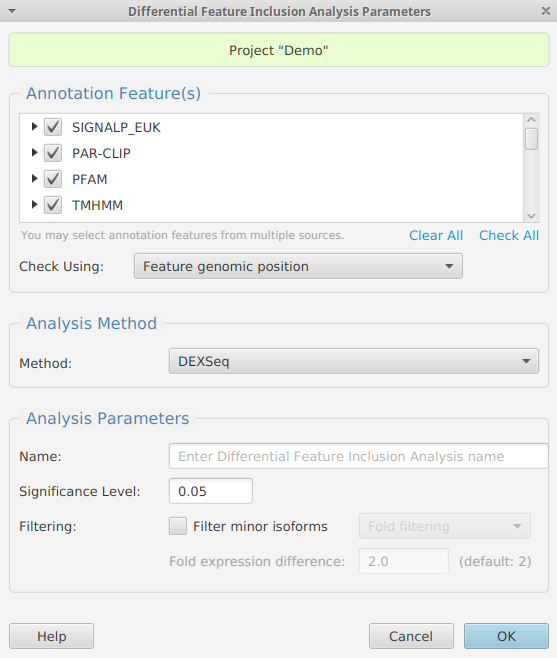 Differential Feature Inclusion Analysis Parameters
Project "Demo"
Annotation Feature(s)
SIGNALP_EUK
PAR-CLIP
PFAM
TMHMM
You may select annotation features from multiple sources. Clear All Check All
Check Using: Feature genomic position
Analysis Method
Method: DEXSeq
Analysis Parameters
Name: Enter Differential Feature Inclusion Analysis name
Significance Level: 0.05
Filtering: Filter minor isoforms Fold filtering
Fold expression difference: 2.0 (default: 2)
Help Cancel OK